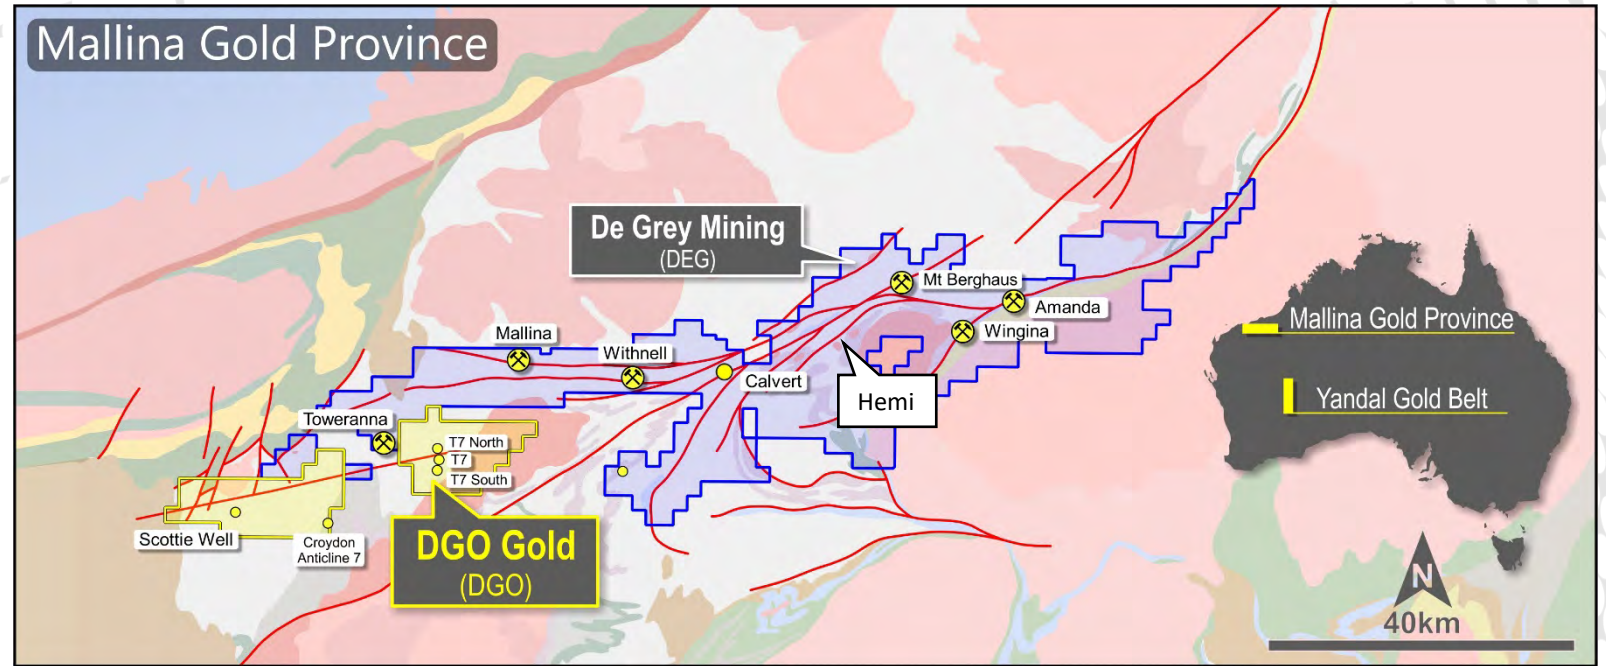 Mallina Gold Province
De Grey Mining
(DEG)
Mt Berghaus
Amanda
Wingina
Mallina
Withnell
Calvert
Hemi
Toweranna
T7 North
T7
T7 South
Scottie Well
Croydon
Anticline 7
DGO Gold
(DGO)
Mallina Gold Province
Yandal Gold Belt
N
40km